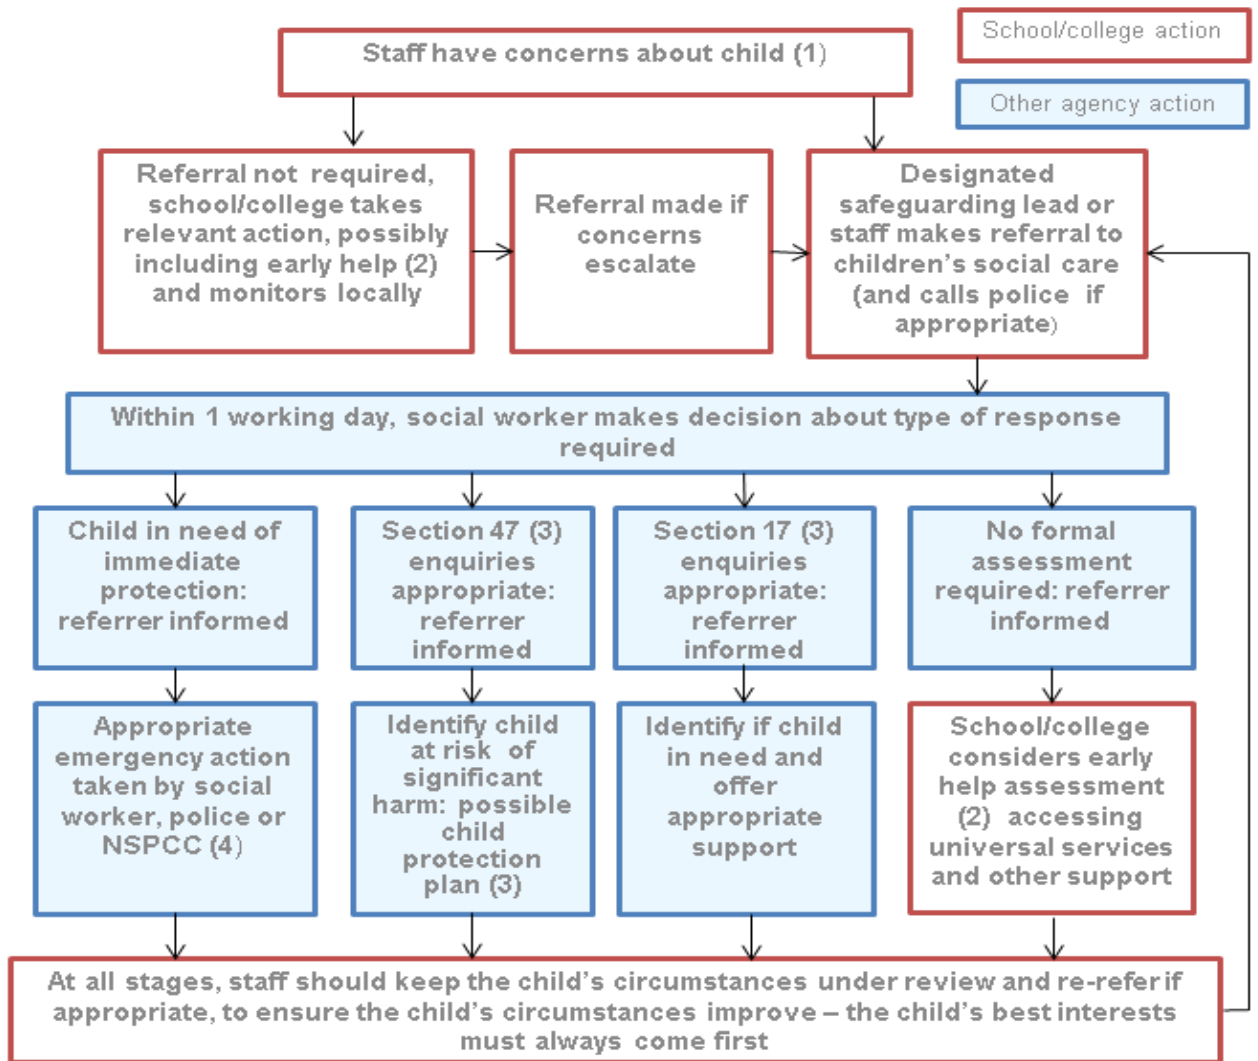 School/college action
Staff have concerns about child (1)
Other agency action
Referral not required,
school/college takes
relevant action, possibly
including early help (2)
and monitors locally
Referral made if
concerns
escalate
Designated
safeguarding lead or
staff makes referral to
children's social care
(and calls police if
appropriate)
Within 1 working day, social worker makes decision about type of response
required
Child in need of
immediate
protection:
referrer informed
Section 47 (3)
enquiries
appropriate:
referrer
informed
Section 17 (3)
enquiries
appropriate:
referrer
informed
No formal
assessment
required: referrer
informed
Appropriate
emergency action
taken by social
worker, police or
NSPCC (4)
Identify child
at risk of
significant
harm: possible
child
protection
plan (3)
Identify if child
in need and
offer
appropriate
support
School/college
considers early
help assessment
(2) accessing
universal services
and other support
At all stages, staff should keep the child's circumstances under review and re-refer if
appropriate, to ensure the child's circumstances improve – the child's best interests
must always come first